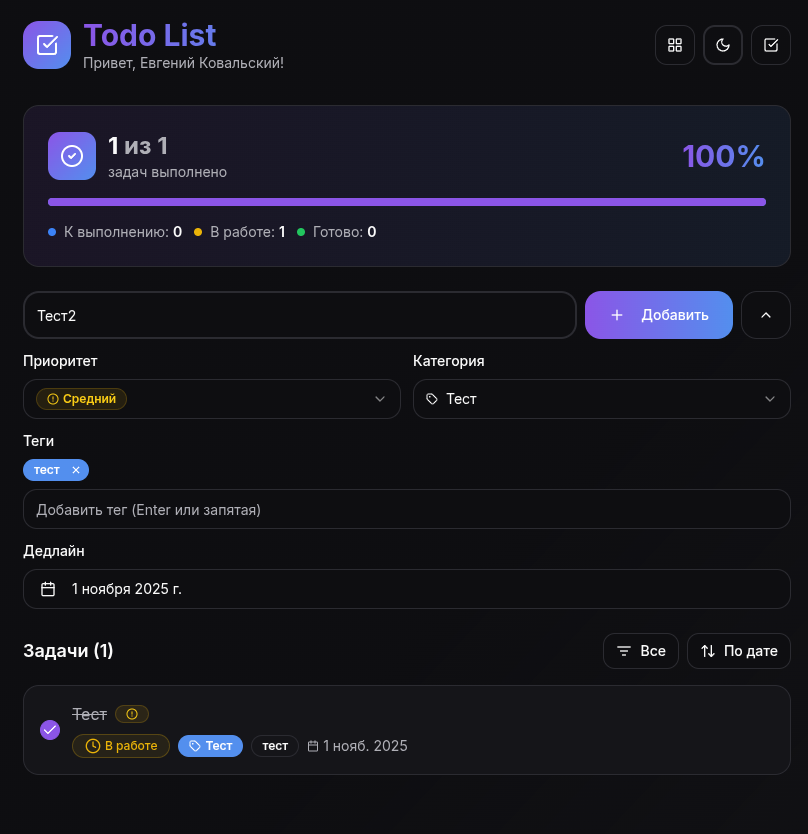 Todo List
Привет, Евгений Ковальский!
1 из 1
задач выполнено
100%
К выполнению: 0 В работе: 1 Готово: 0
Тест2
Добавить
Приоритет Категория
Средний Тест
Теги
тест ×
Добавить тег (Enter или запятая)
Дедлайн
1 ноября 2025 г.
Задачи (1) Все По дате
Тест
В работе Тест тест 1 нояб. 2025